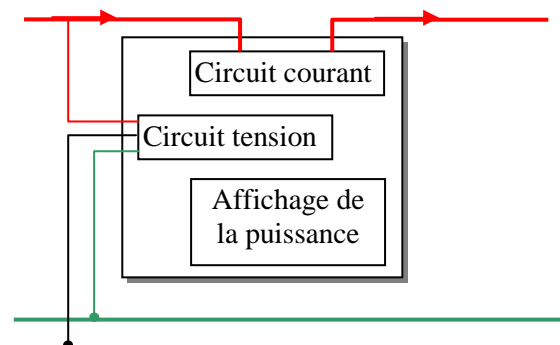 Circuit courant
Circuit tension
Affichage de
la puissance